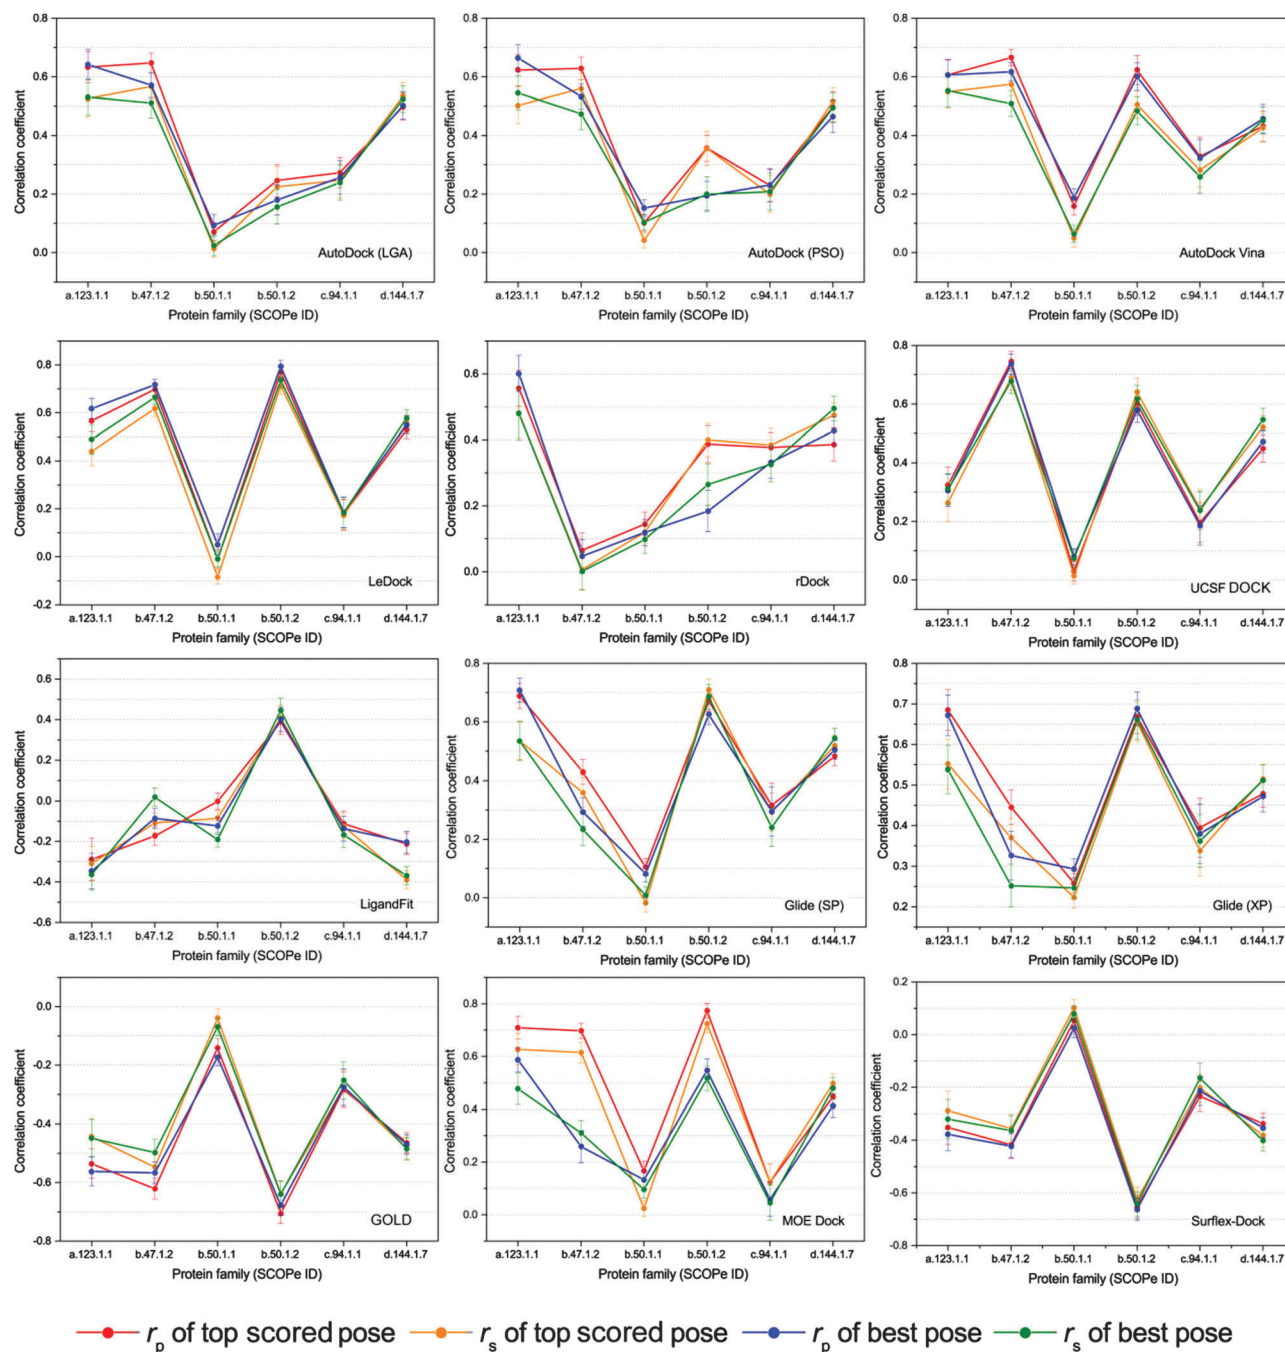 0.8
0.6
0.4
0.2
0.0
Correlation coefficient
AutoDock (LGA)
a.123.1.1 b.47.1.2 b.50.1.1 b.50.1.2 c.94.1.1 d.144.1.7
Protein family (SCOPe ID)
0.8
0.6
0.4
0.2
0.0
Correlation coefficient
AutoDock (PSO)
a.123.1.1 b.47.1.2 b.50.1.1 b.50.1.2 c.94.1.1 d.144.1.7
Protein family (SCOPe ID)
0.8
0.6
0.4
0.2
0.0
Correlation coefficient
AutoDock Vina
a.123.1.1 b.47.1.2 b.50.1.1 b.50.1.2 c.94.1.1 d.144.1.7
Protein family (SCOPe ID)
0.8
0.6
0.4
0.2
0.0
-0.2
Correlation coefficient
LeDock
a.123.1.1 b.47.1.2 b.50.1.1 b.50.1.2 c.94.1.1 d.144.1.7
Protein family (SCOPe ID)
0.6
0.4
0.2
0.0
Correlation coefficient
rDock
a.123.1.1 b.47.1.2 b.50.1.1 b.50.1.2 c.94.1.1 d.144.1.7
Protein family (SCOPe ID)
0.8
0.6
0.4
0.2
0.0
Correlation coefficient
UCSF DOCK
a.123.1.1 b.47.1.2 b.50.1.1 b.50.1.2 c.94.1.1 d.144.1.7
Protein family (SCOPe ID)
0.6
0.4
0.2
0.0
-0.2
-0.4
-0.6
Correlation coefficient
LigandFit
a.123.1.1 b.47.1.2 b.50.1.1 b.50.1.2 c.94.1.1 d.144.1.7
Protein family (SCOPe ID)
0.8
0.6
0.4
0.2
0.0
Correlation coefficient
Glide (SP)
a.123.1.1 b.47.1.2 b.50.1.1 b.50.1.2 c.94.1.1 d.144.1.7
Protein family (SCOPe ID)
0.8
0.7
0.6
0.5
0.4
0.3
0.2
Correlation coefficient
Glide (XP)
a.123.1.1 b.47.1.2 b.50.1.1 b.50.1.2 c.94.1.1 d.144.1.7
Protein family (SCOPe ID)
0.0
-0.2
-0.4
-0.6
-0.8
Correlation coefficient
GOLD
a.123.1.1 b.47.1.2 b.50.1.1 b.50.1.2 c.94.1.1 d.144.1.7
Protein family (SCOPe ID)
0.8
0.6
0.4
0.2
0.0
Correlation coefficient
MOE Dock
a.123.1.1 b.47.1.2 b.50.1.1 b.50.1.2 c.94.1.1 d.144.1.7
Protein family (SCOPe ID)
0.2
0.0
-0.2
-0.4
-0.6
-0.8
Correlation coefficient
Surflex-Dock
a.123.1.1 b.47.1.2 b.50.1.1 b.50.1.2 c.94.1.1 d.144.1.7
Protein family (SCOPe ID)
rp of top scored pose rs of top scored pose rp of best pose rs of best pose